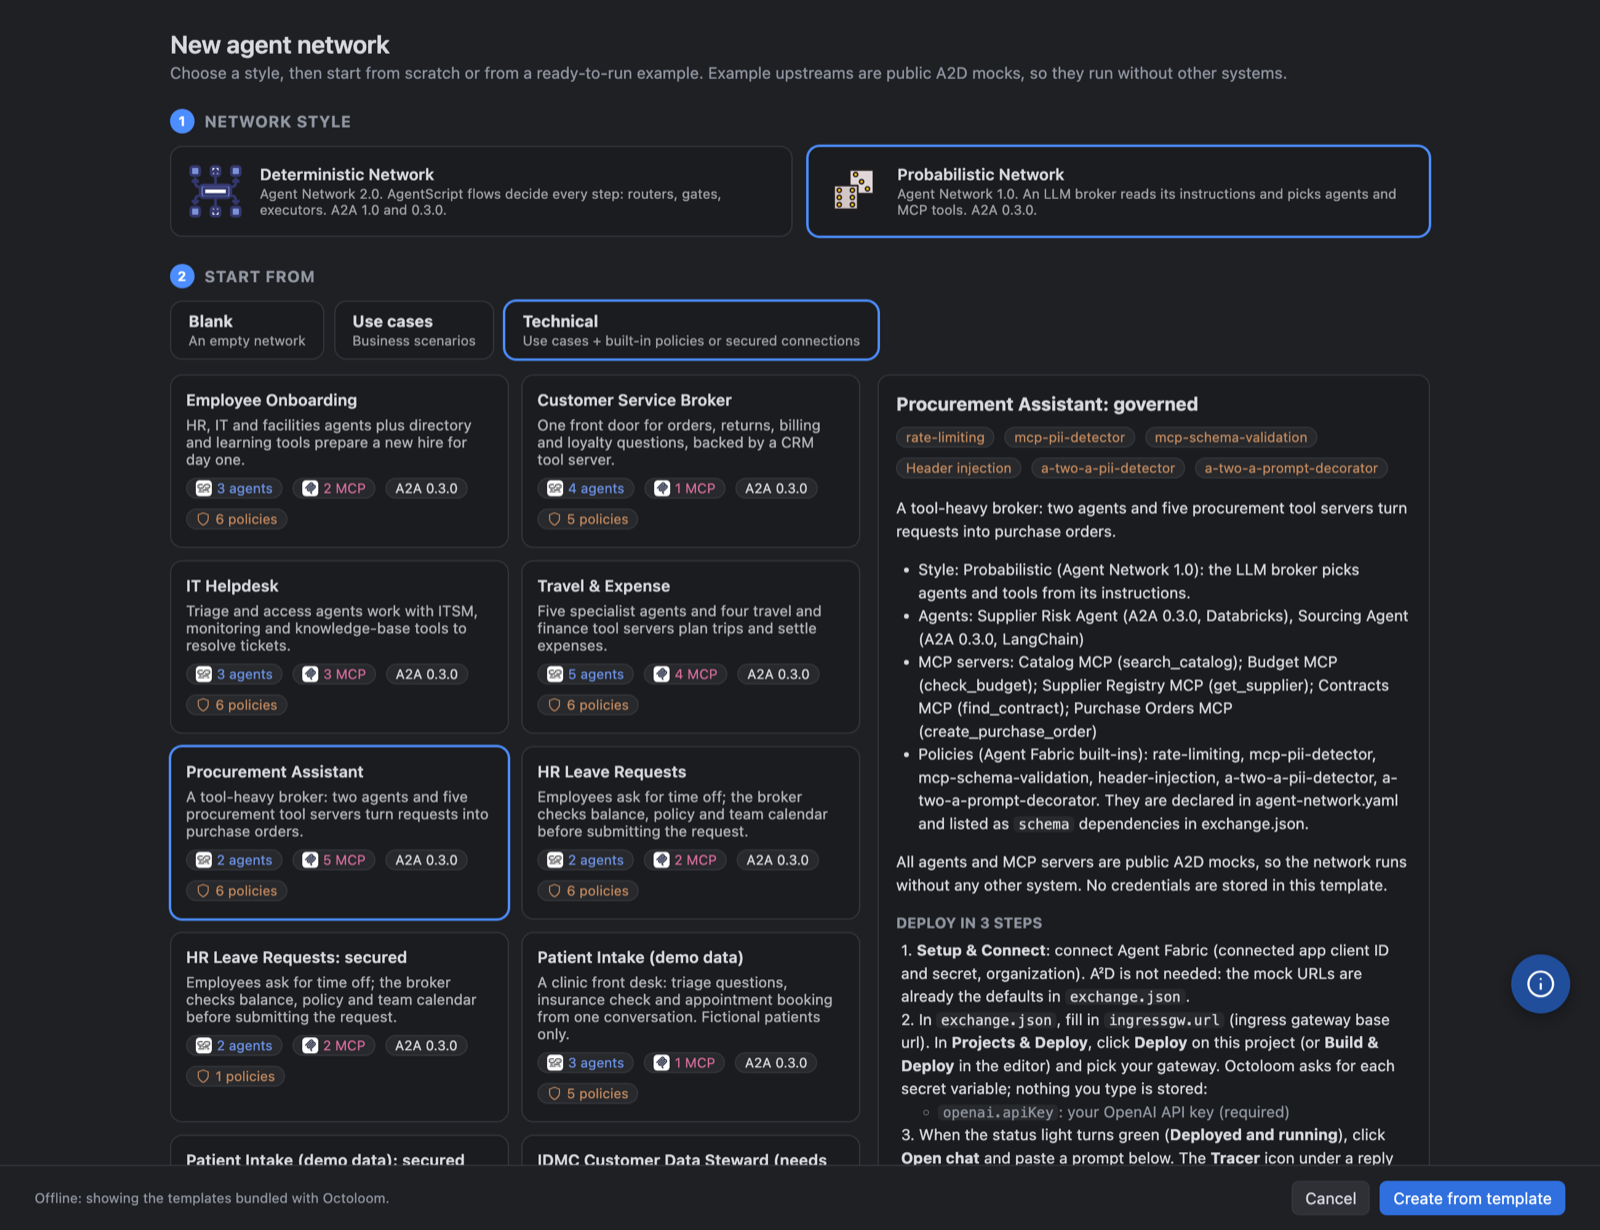 New agent network
Choose a style, then start from scratch or from a ready-to-run example. Example upstreams are public A2D mocks, so they run without other systems.
1 NETWORK STYLE
Deterministic Network
Agent Network 2.0. AgentScript flows decide every step: routers, gates,
executors. A2A 1.0 and 0.3.0.
Probabilistic Network
Agent Network 1.0. An LLM broker reads its instructions and picks agents and
MCP tools. A2A 0.3.0.
2 START FROM
Blank
An empty network
Use cases
Business scenarios
Technical
Use cases + built-in policies or secured connections
Employee Onboarding
HR, IT and facilities agents plus directory
and learning tools prepare a new hire for
day one.
3 agents 2 MCP A2A 0.3.0
6 policies
Customer Service Broker
One front door for orders, returns, billing
and loyalty questions, backed by a CRM
tool server.
4 agents 1 MCP A2A 0.3.0
5 policies
IT Helpdesk
Triage and access agents work with ITSM,
monitoring and knowledge-base tools to
resolve tickets.
3 agents 3 MCP A2A 0.3.0
6 policies
Travel & Expense
Five specialist agents and four travel and
finance tool servers plan trips and settle
expenses.
5 agents 4 MCP A2A 0.3.0
6 policies
Procurement Assistant
A tool-heavy broker: two agents and five
procurement tool servers turn requests into
purchase orders.
2 agents 5 MCP A2A 0.3.0
6 policies
HR Leave Requests
Employees ask for time off; the broker
checks balance, policy and team calendar
before submitting the request.
2 agents 2 MCP A2A 0.3.0
6 policies
HR Leave Requests: secured
Employees ask for time off; the broker
checks balance, policy and team calendar
before submitting the request.
2 agents 2 MCP A2A 0.3.0
1 policies
Patient Intake (demo data)
A clinic front desk: triage questions,
insurance check and appointment booking
from one conversation. Fictional patients
only.
3 agents 1 MCP A2A 0.3.0
5 policies
Patient Intake (demo data): secured
IDMC Customer Data Steward (needs
Procurement Assistant: governed
rate-limiting mcp-pii-detector mcp-schema-validation
Header injection a-two-a-pii-detector a-two-a-prompt-decorator
A tool-heavy broker: two agents and five procurement tool servers turn
requests into purchase orders.
• Style: Probabilistic (Agent Network 1.0): the LLM broker picks
agents and tools from its instructions.
• Agents: Supplier Risk Agent (A2A 0.3.0, Databricks), Sourcing Agent
(A2A 0.3.0, LangChain)
• MCP servers: Catalog MCP (search_catalog); Budget MCP
(check_budget); Supplier Registry MCP (get_supplier); Contracts
MCP (find_contract); Purchase Orders MCP
(create_purchase_order)
• Policies (Agent Fabric built-ins): rate-limiting, mcp-pii-detector,
mcp-schema-validation, header-injection, a-two-a-pii-detector, a-
two-a-prompt-decorator. They are declared in agent-network.yaml
and listed as schema dependencies in exchange.json.
All agents and MCP servers are public A2D mocks, so the network runs
without any other system. No credentials are stored in this template.
DEPLOY IN 3 STEPS
1. Setup & Connect: connect Agent Fabric (connected app client ID
and secret, organization). A²D is not needed: the mock URLs are
already the defaults in exchange.json.
2. In exchange.json, fill in ingressgw.url (ingress gateway base
url). In Projects & Deploy, click Deploy on this project (or Build &
Deploy in the editor) and pick your gateway. Octoloom asks for each
secret variable; nothing you type is stored:
◦ openai.apiKey: your OpenAI API key (required)
3. When the status light turns green (Deployed and running), click
Open chat and paste a prompt below. The Tracer icon under a reply
Offline: showing the templates bundled with Octoloom.
Cancel
Create from template